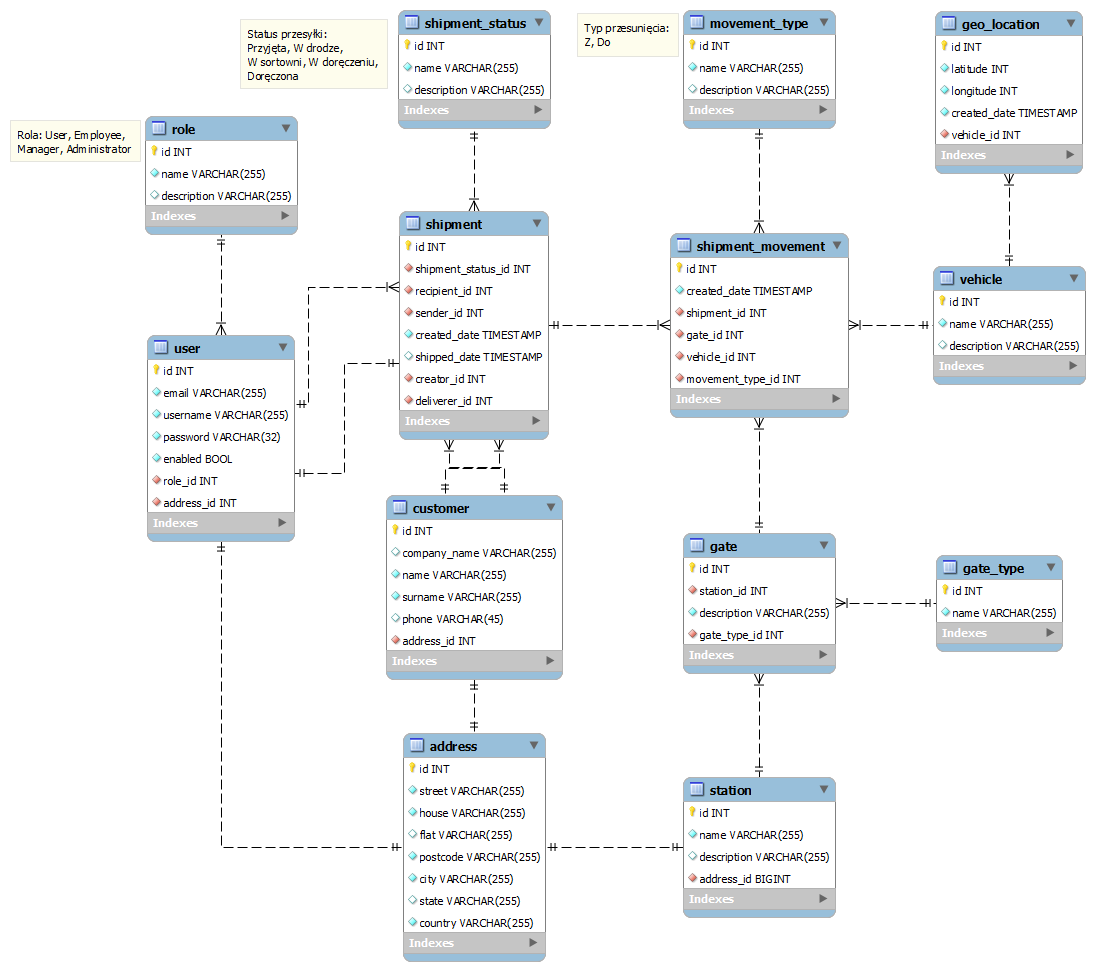 Status przesyłki:
Przyjęta, W drodze,
W sortowni, W doręczeniu,
Doręczona
shipment_status
id INT
name VARCHAR(255)
description VARCHAR(255)
Indexes
Typ przesunięcia:
Z, Do
movement_type
id INT
name VARCHAR(255)
description VARCHAR(255)
Indexes
geo_location
id INT
latitude INT
longitude INT
created_date TIMESTAMP
vehicle_id INT
Indexes
Rola: User, Employee,
Manager, Administrator
role
id INT
name VARCHAR(255)
description VARCHAR(255)
Indexes
shipment
id INT
shipment_status_id INT
recipient_id INT
sender_id INT
created_date TIMESTAMP
shipped_date TIMESTAMP
creator_id INT
deliverer_id INT
Indexes
shipment_movement
id INT
created_date TIMESTAMP
shipment_id INT
gate_id INT
vehicle_id INT
movement_type_id INT
Indexes
vehicle
id INT
name VARCHAR(255)
description VARCHAR(255)
Indexes
user
id INT
email VARCHAR(255)
username VARCHAR(255)
password VARCHAR(32)
enabled BOOL
role_id INT
address_id INT
Indexes
customer
id INT
company_name VARCHAR(255)
name VARCHAR(255)
surname VARCHAR(255)
phone VARCHAR(45)
address_id INT
Indexes
gate
id INT
station_id INT
description VARCHAR(255)
gate_type_id INT
Indexes
gate_type
id INT
name VARCHAR(255)
Indexes
address
id INT
street VARCHAR(255)
house VARCHAR(255)
flat VARCHAR(255)
postcode VARCHAR(255)
city VARCHAR(255)
state VARCHAR(255)
country VARCHAR(255)
Indexes
station
id INT
name VARCHAR(255)
description VARCHAR(255)
address_id BIGINT
Indexes